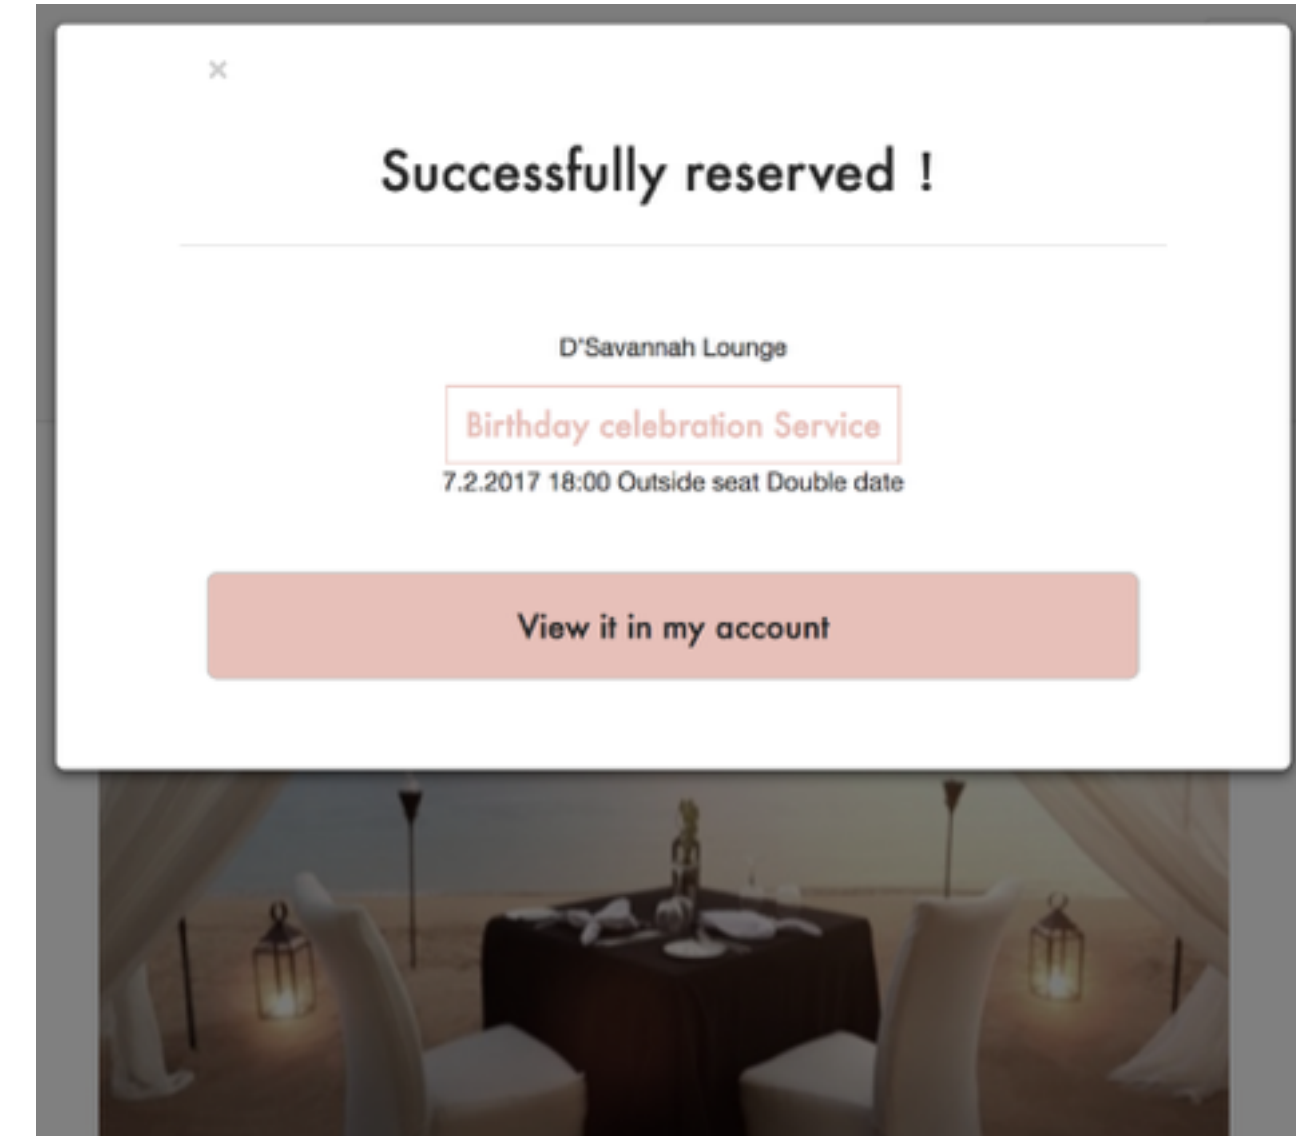 ×
Successfully reserved !
D'Savannah Lounge
Birthday celebration Service
7.2.2017 18:00 Outside seat Double date
View it in my account